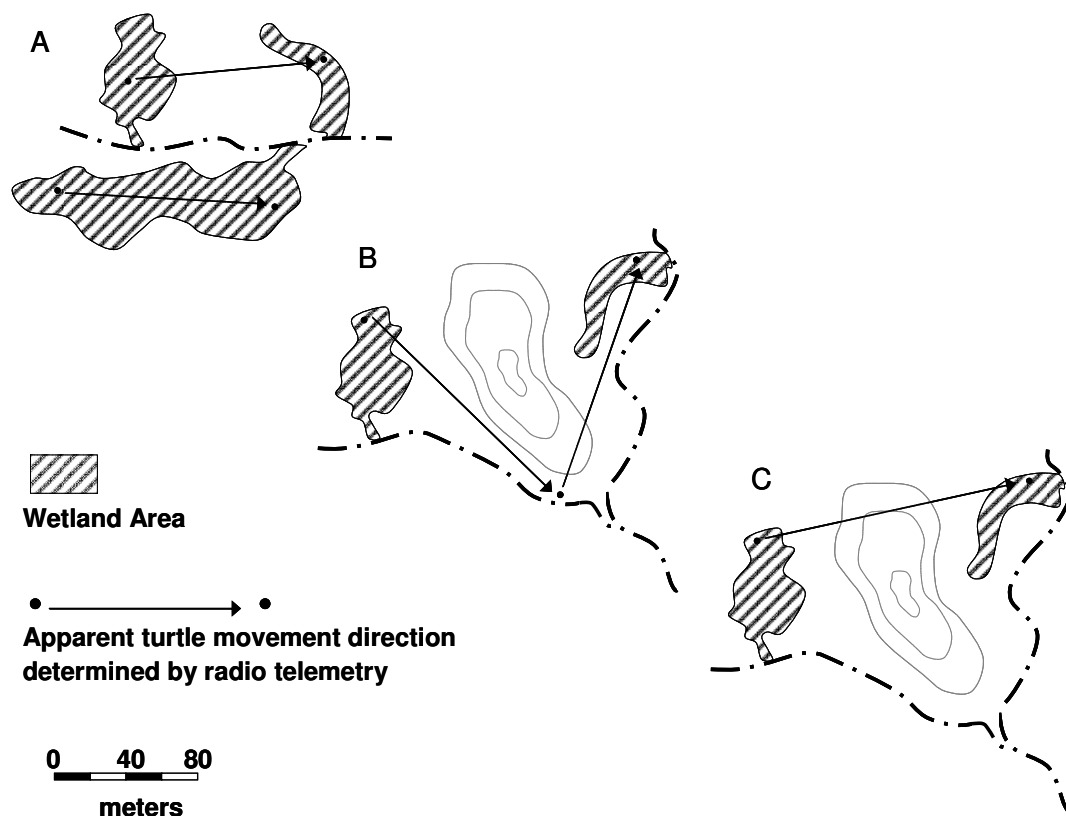 A
B
C
Wetland Area
Apparent turtle movement direction
determined by radio telemetry
0 40 80
meters